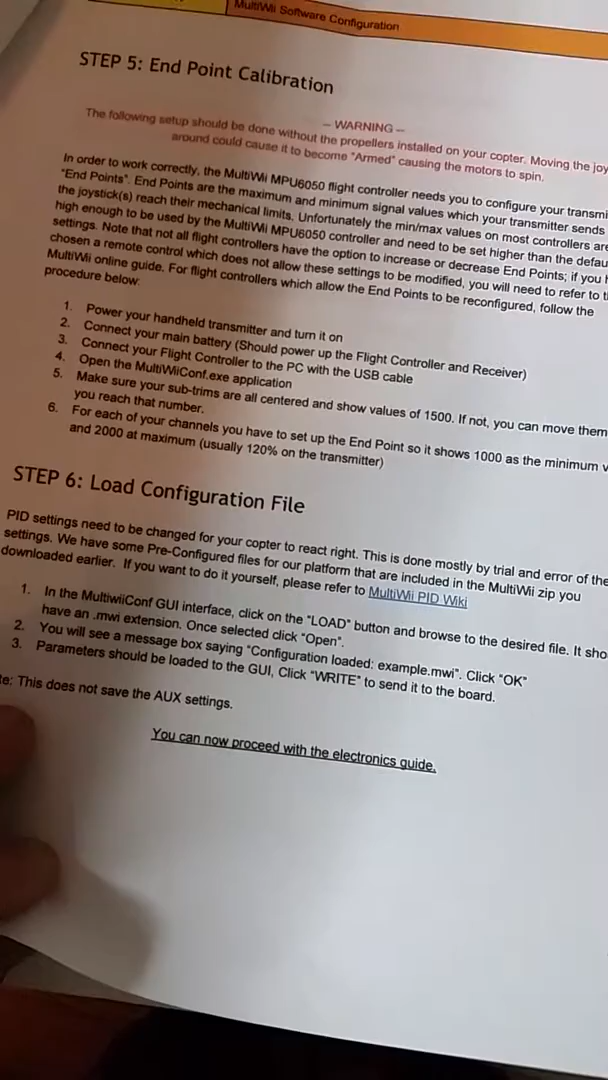 MultiWii Software Configuration
STEP 5: End Point Calibration
-- WARNING --
The following setup should be done without the propellers installed on your copter. Moving the joy
around could cause it to become "Armed" causing the motors to spin.
In order to work correctly, the MultiWii MPU6050 flight controller needs you to configure your transmi
"End Points". End Points are the maximum and minimum signal values which your transmitter sends
the joystick(s) reach their mechanical limits. Unfortunately the min/max values on most controllers are
high enough to be used by the MultiWii MPU6050 controller and need to be set higher than the defau
settings. Note that not all flight controllers have the option to increase or decrease End Points; if you h
chosen a remote control which does not allow these settings to be modified, you will need to refer to t
MultiWii online guide. For flight controllers which allow the End Points to be reconfigured, follow the
procedure below:
1. Power your handheld transmitter and turn it on
2. Connect your main battery (Should power up the Flight Controller and Receiver)
3. Connect your Flight Controller to the PC with the USB cable
4. Open the MultiWiiConf.exe application
5. Make sure your sub-trims are all centered and show values of 1500. If not, you can move them
you reach that number.
6. For each of your channels you have to set up the End Point so it shows 1000 as the minimum v
and 2000 at maximum (usually 120% on the transmitter)
STEP 6: Load Configuration File
PID settings need to be changed for your copter to react right. This is done mostly by trial and error of the
settings. We have some Pre-Configured files for our platform that are included in the MultiWii zip you
downloaded earlier. If you want to do it yourself, please refer to MultiWii PID Wiki
1. In the MultiwiiConf GUI interface, click on the "LOAD" button and browse to the desired file. It sho
have an .mwi extension. Once selected click "Open".
2. You will see a message box saying "Configuration loaded: example.mwi". Click "OK"
3. Parameters should be loaded to the GUI, Click "WRITE" to send it to the board.
te: This does not save the AUX settings.
You can now proceed with the electronics guide.